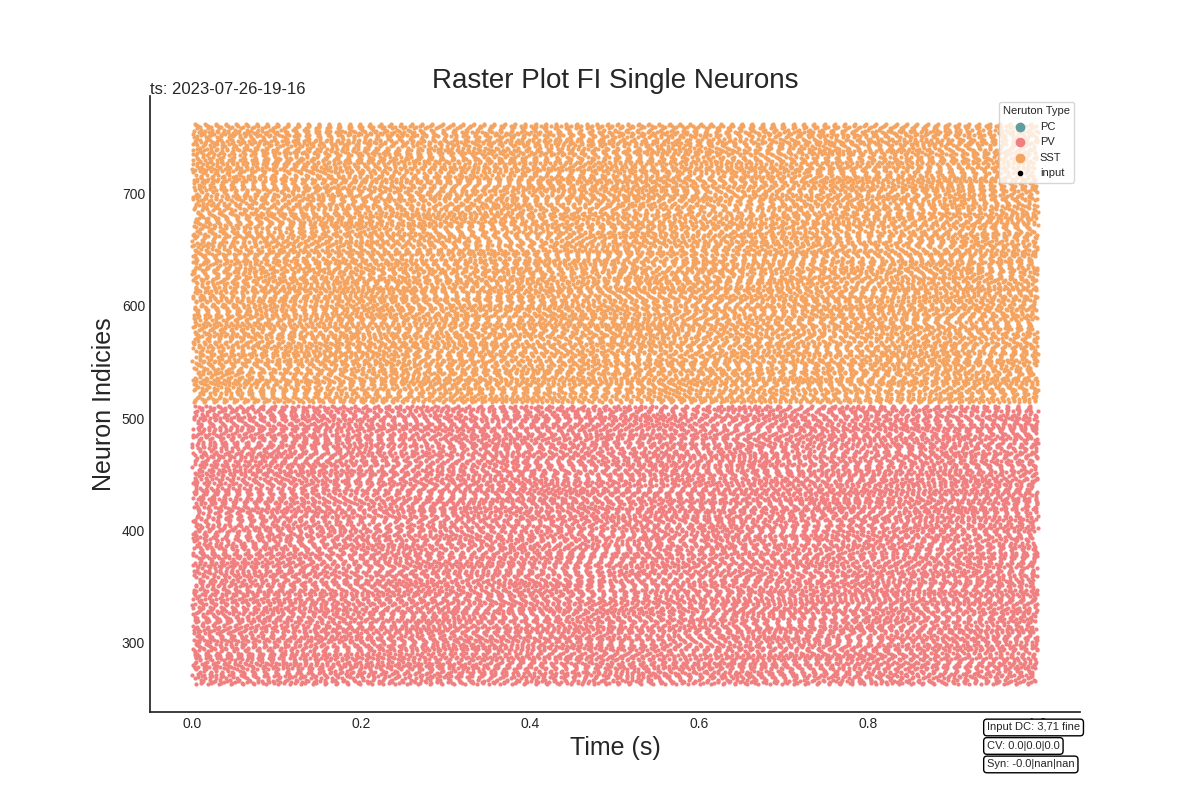 Raster Plot FI Single Neurons
ts: 2023-07-26-19-16
Neruton Type
PC
PV
SST
input
700
600
500
400
300
Neuron Indicies
0.0 0.2 0.4 0.6 0.8
Time (s)
Input DC: 3,71 fine
CV: 0.0|0.0|0.0
Syn: -0.0|nan|nan